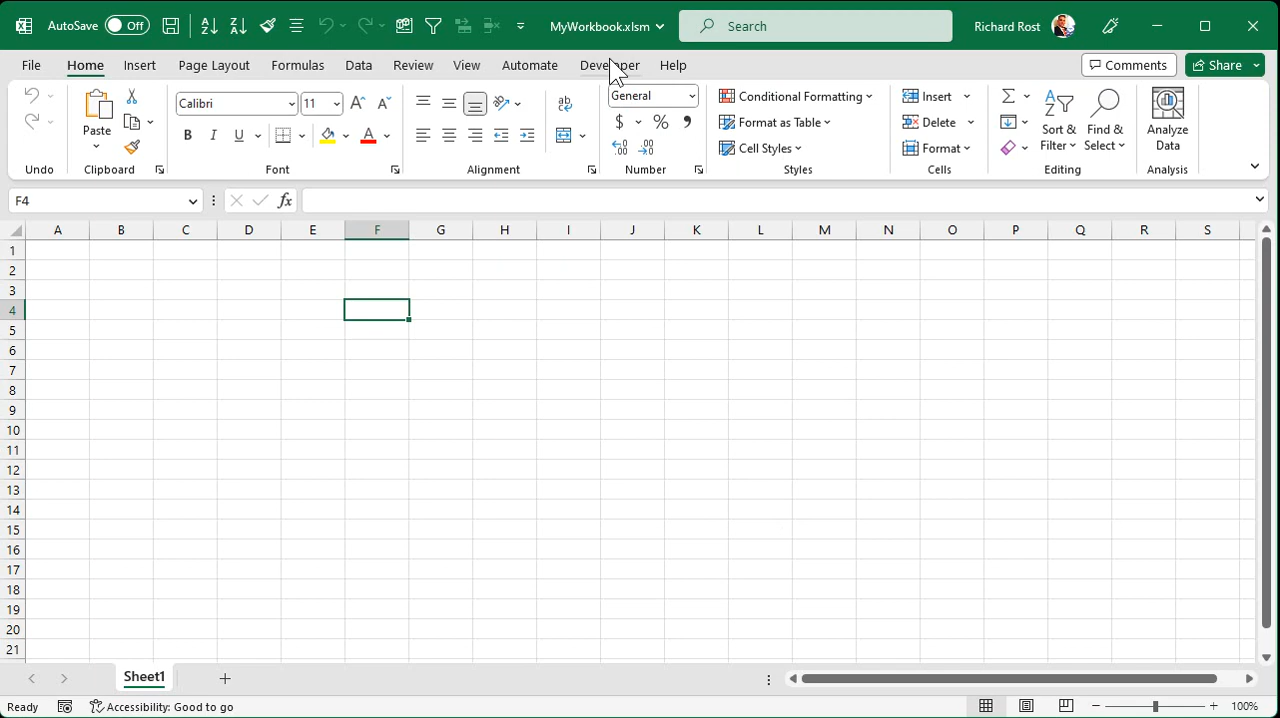 AutoSave Off MyWorkbook.xlsm Search Richard Rost
File Home Insert Page Layout Formulas Data Review View Automate Developer Help Comments Share
Paste Calibri 11 General Conditional Formatting Insert
Format as Table Delete Sort & Filter Find & Select Analyze Data
Cell Styles Format
Undo Clipboard Font Alignment Number Styles Cells Editing Analysis
F4 fx
A B C D E F G H I J K L M N O P Q R S
1
2
3
4
5
6
7
8
9
10
11
12
13
14
15
16
17
18
19
20
21
Sheet1
Ready Accessibility: Good to go 100%